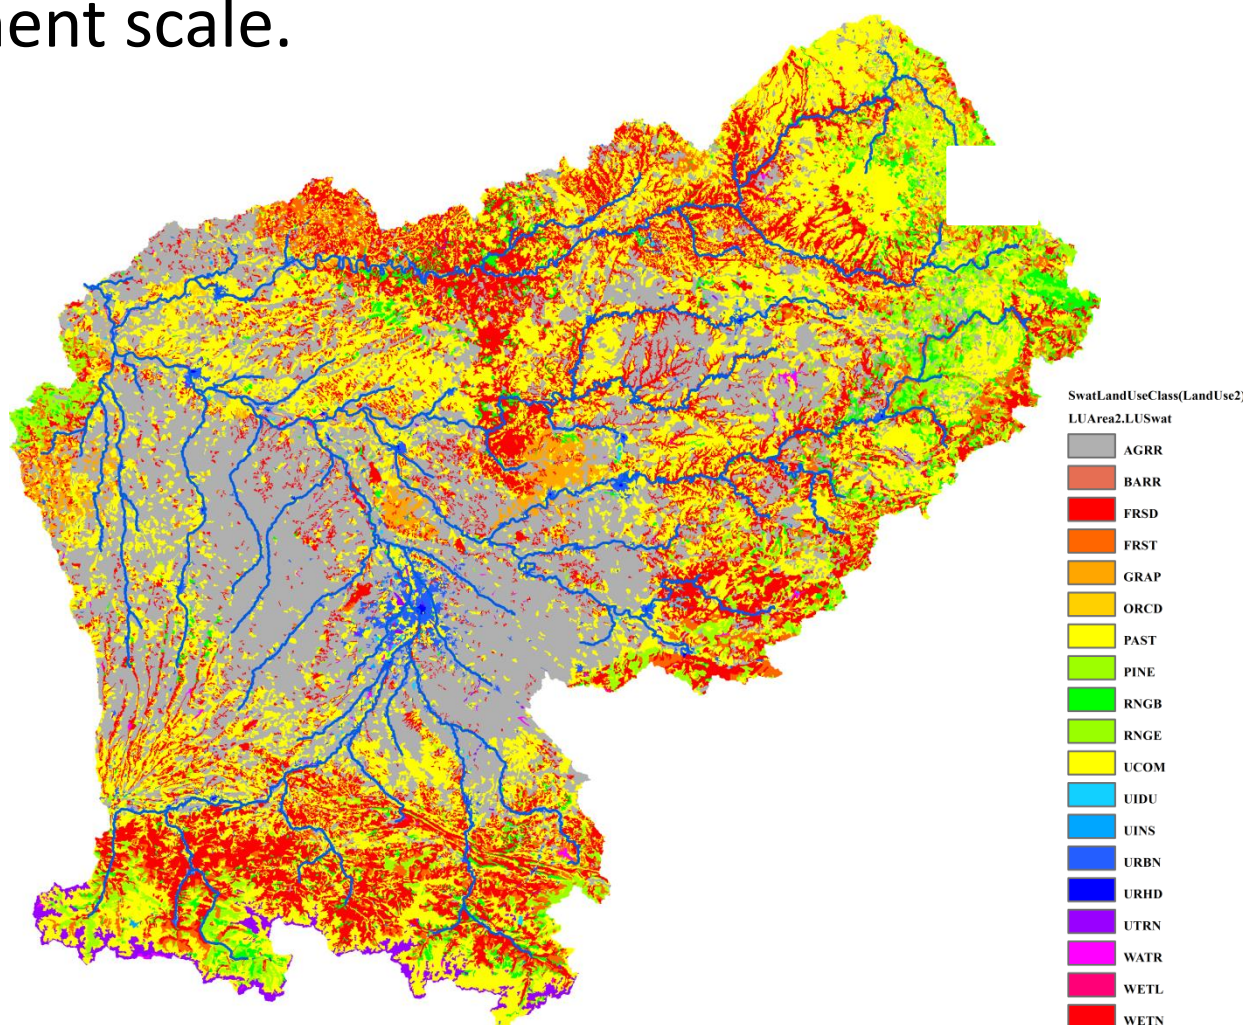 nent scale.
SwatLandUseClass(LandUse2)
LUArea2.LUSwat
AGRR
BARR
FRSD
FRST
GRAP
ORCD
PAST
PINE
RNGB
RNGE
UCOM
UIDU
UINS
URBN
URHD
UTRN
WATR
WETL
WETN